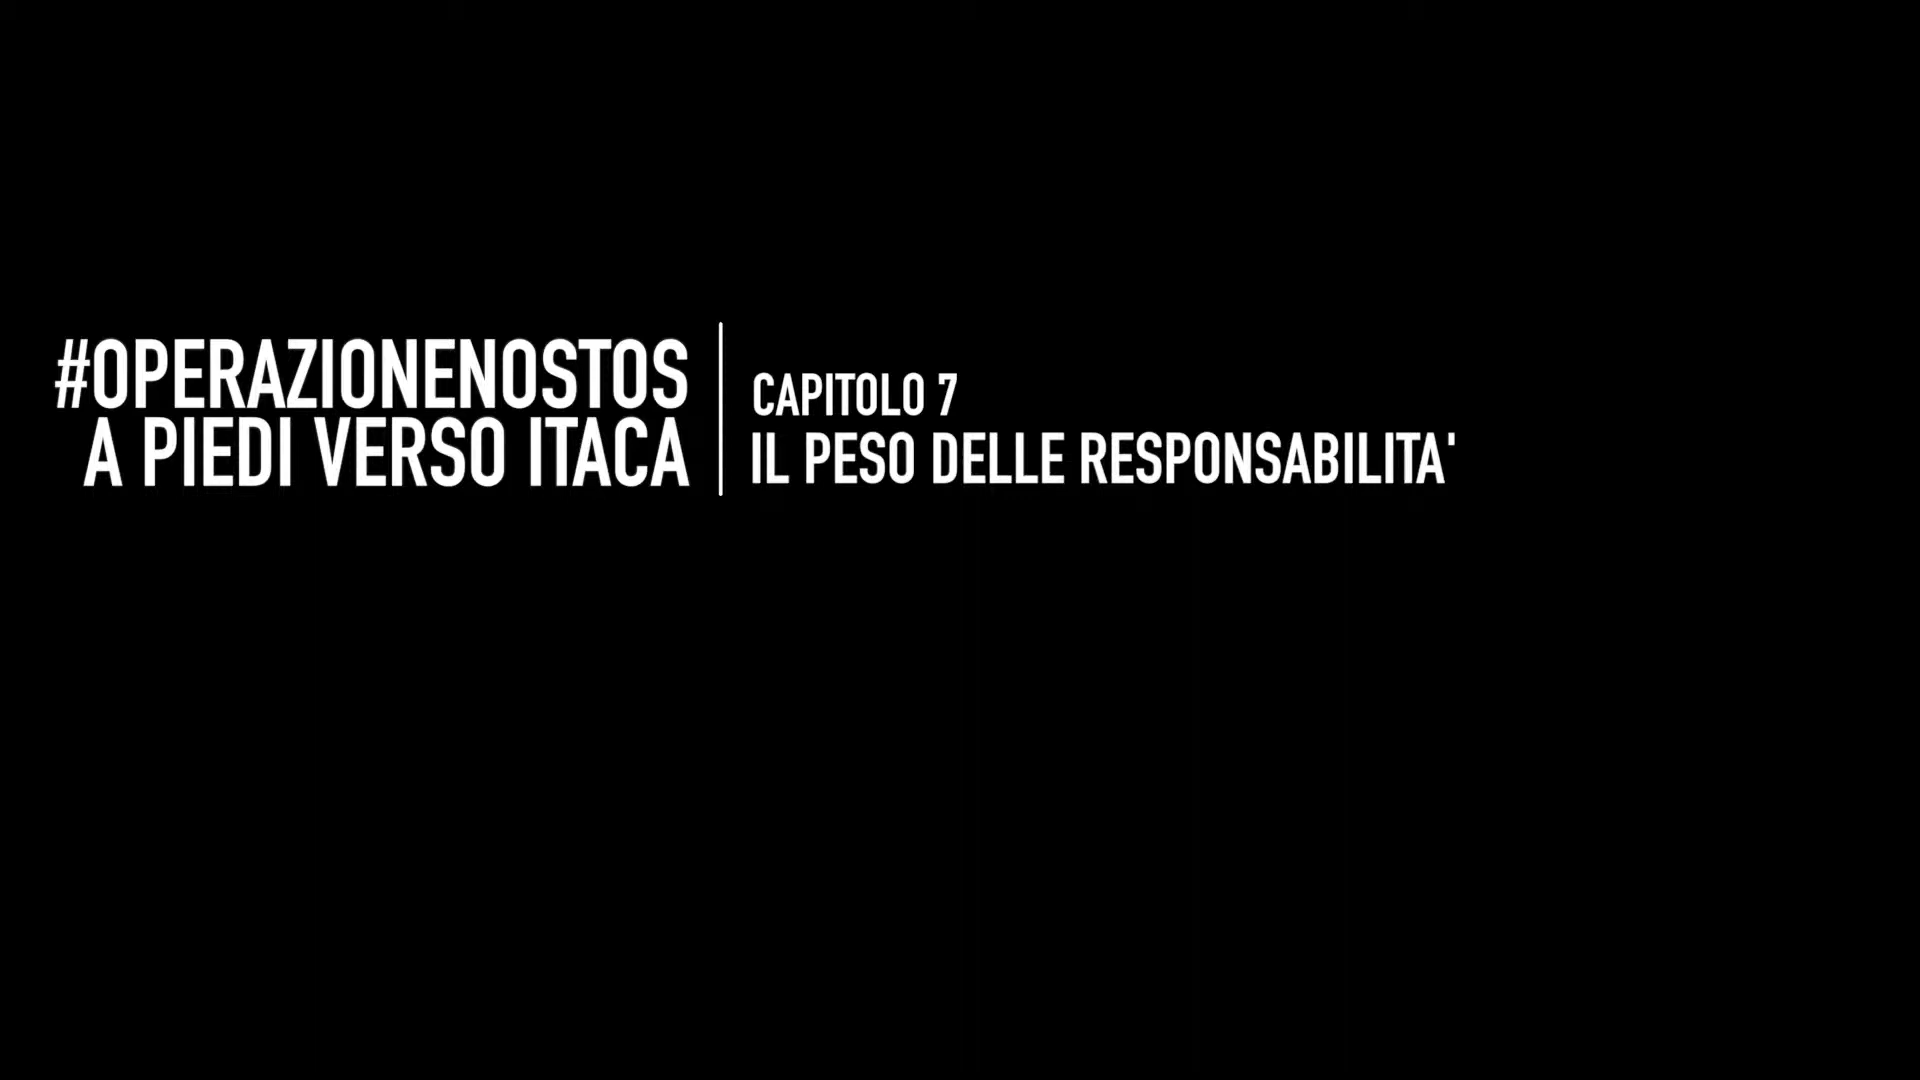 #OPERAZIONENOSTOS
A PIEDI VERSO ITACA
CAPITOLO 7
IL PESO DELLE RESPONSABILITA'